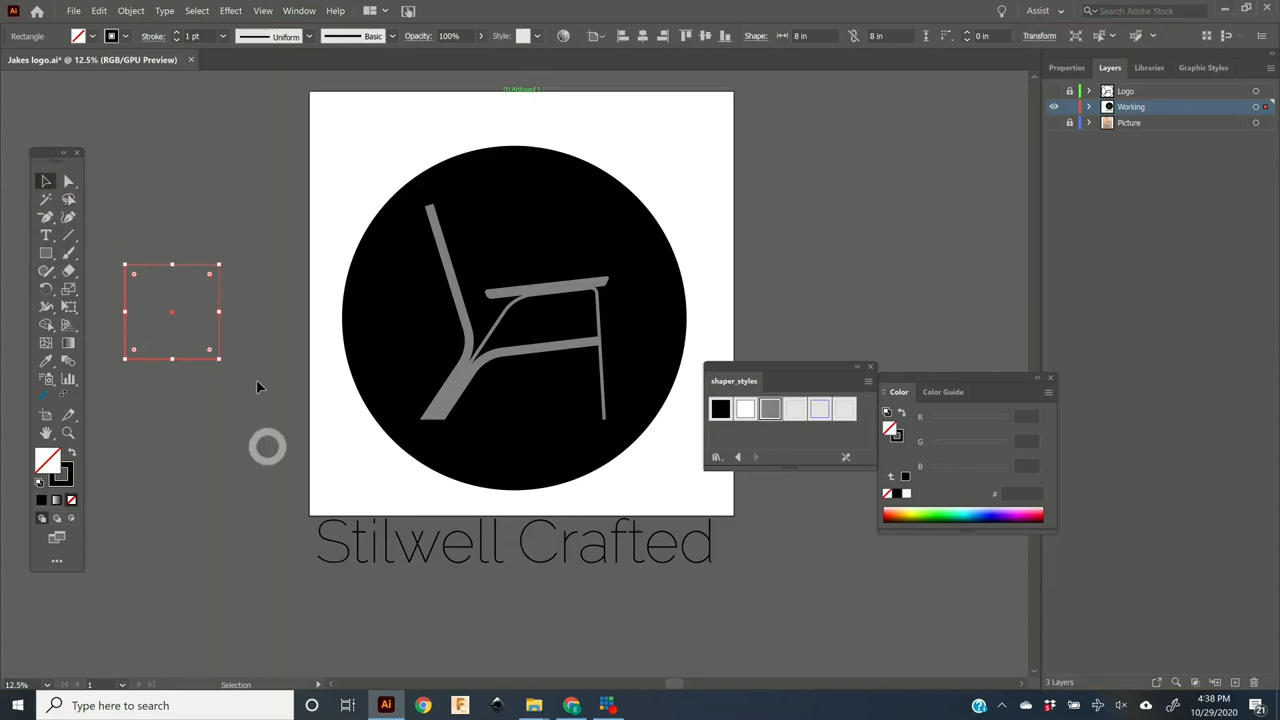 Ai File Edit Object Type Select Effect View Window Help Assist Search Adobe Stock
Rectangle Stroke: 1 pt Uniform Basic Opacity: 100% Style: Shape: 8 in 8 in 0 in Transform
Jakes logo.ai* @ 12.5% (RGB/GPU Preview) Properties Layers Libraries Graphic Styles
Logo
Working
Picture
shaper_styles
Color Color Guide
R
G
B
#
Stilwell Crafted
12.5% 1 Selection 3 Layers
Type here to search
Ai
4:38 PM
10/29/2020